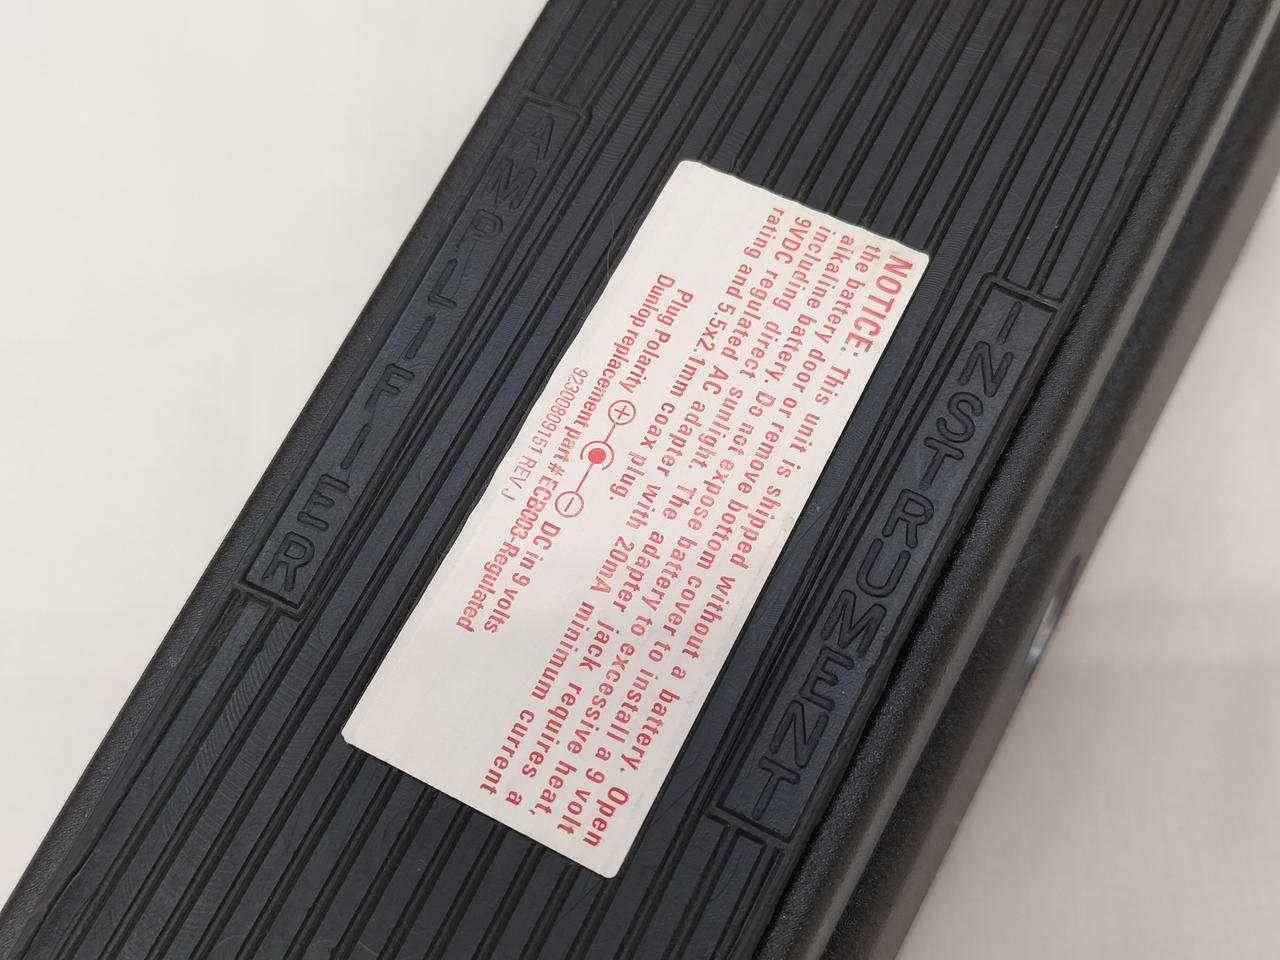 AMPLIFIER
NOTICE: This unit is shipped without a battery. Open
the battery door or remove bottom cover to install a 9 volt
alkaline battery. Do not expose battery to excessive heat,
including direct sunlight. The adapter jack requires a
9VDC regulated AC adapter with 20mA minimum current
rating and 5.5x2.1mm coax plug.
Plug Polarity + - DC in 9 volts
Dunlop replacement part # ECB003-Regulated
92300809151 REV J
INSTRUMENT